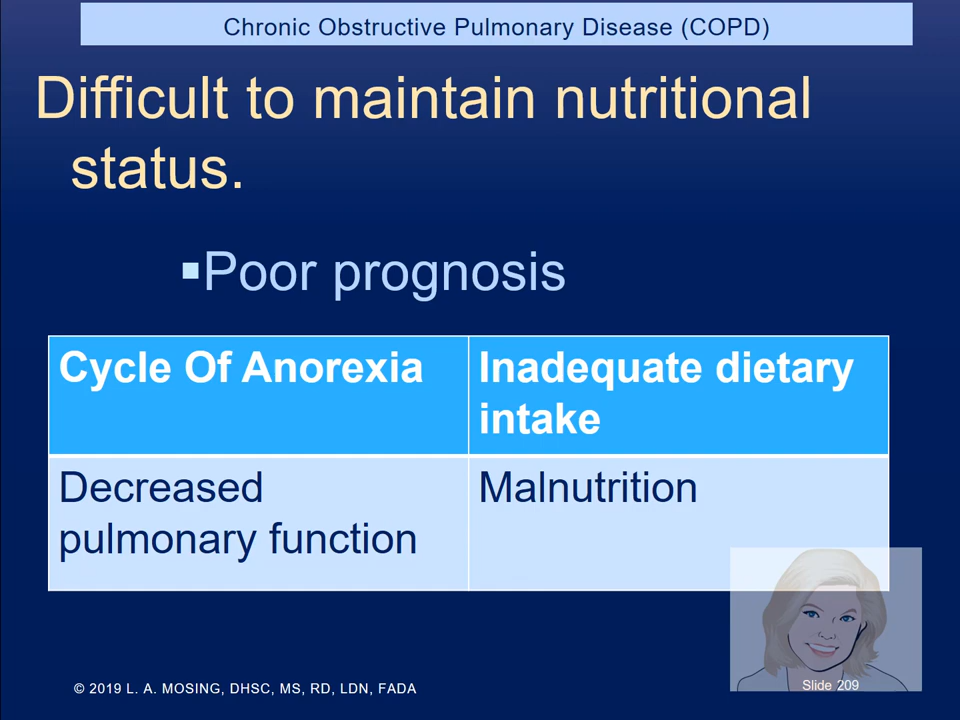 Chronic Obstructive Pulmonary Disease (COPD)
Difficult to maintain nutritional
status.
▪Poor prognosis
Cycle Of Anorexia
Inadequate dietary
intake
Decreased
pulmonary function
Malnutrition
© 2019 L. A. MOSING, DHSC, MS, RD, LDN, FADA
Slide 209